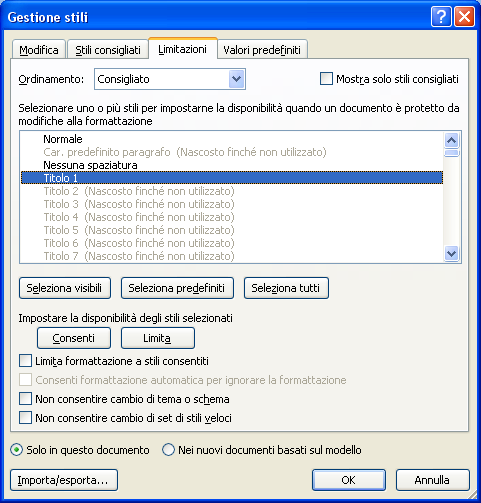 Gestione stili
Modifica Stili consigliati Limitazioni Valori predefiniti
Ordinamento: Consigliato Mostra solo stili consigliati
Selezionare uno o più stili per impostarne la disponibilità quando un documento è protetto da
modifiche alla formattazione
Normale
Car. predefinito paragrafo (Nascosto finché non utilizzato)
Nessuna spaziatura
Titolo 1
Titolo 2 (Nascosto finché non utilizzato)
Titolo 3 (Nascosto finché non utilizzato)
Titolo 4 (Nascosto finché non utilizzato)
Titolo 5 (Nascosto finché non utilizzato)
Titolo 6 (Nascosto finché non utilizzato)
Titolo 7 (Nascosto finché non utilizzato)
Seleziona visibili Seleziona predefiniti Seleziona tutti
Impostare la disponibilità degli stili selezionati
Consenti Limita
Limita formattazione a stili consentiti
Consenti formattazione automatica per ignorare la formattazione
Non consentire cambio di tema o schema
Non consentire cambio di set di stili veloci
Solo in questo documento Nei nuovi documenti basati sul modello
Importa/esporta... OK Annulla